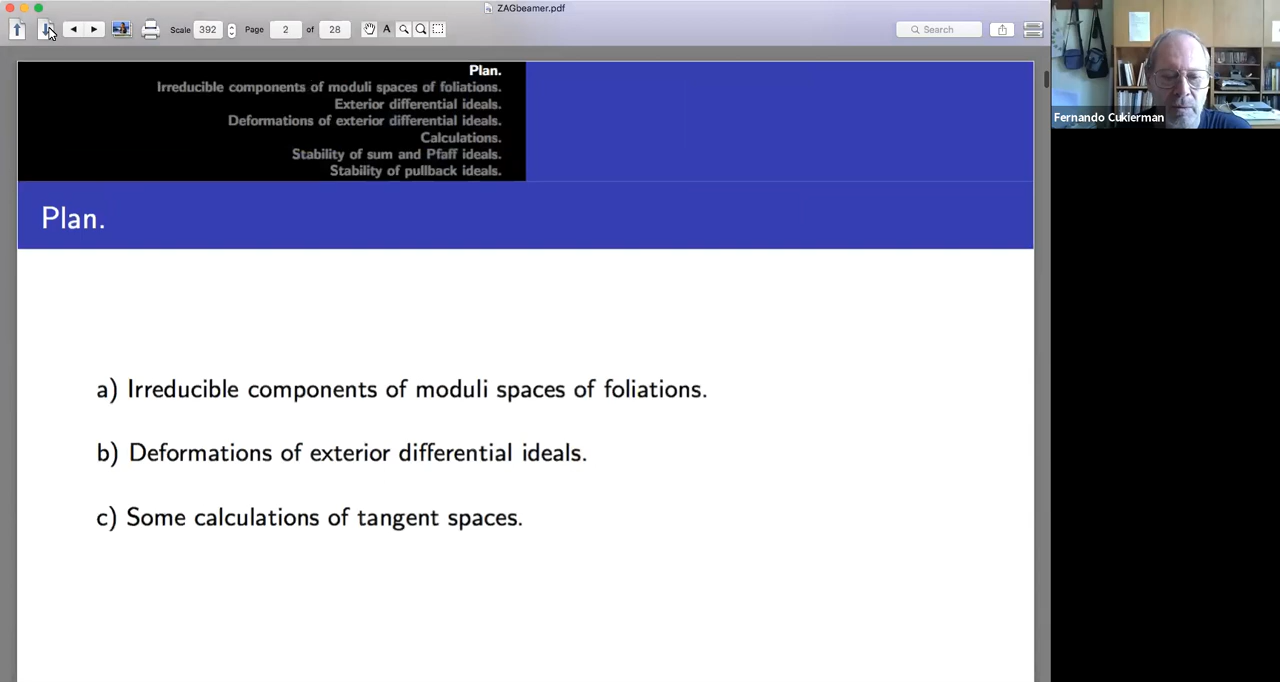 ZAGbeamer.pdf
Scale 392 Page 2 of 28 A Search
Plan.
Irreducible components of moduli spaces of foliations.
Exterior differential ideals.
Deformations of exterior differential ideals.
Calculations.
Stability of sum and Pfaff ideals.
Stability of pullback ideals.
Fernando Cukierman
Plan.
a) Irreducible components of moduli spaces of foliations.
b) Deformations of exterior differential ideals.
c) Some calculations of tangent spaces.